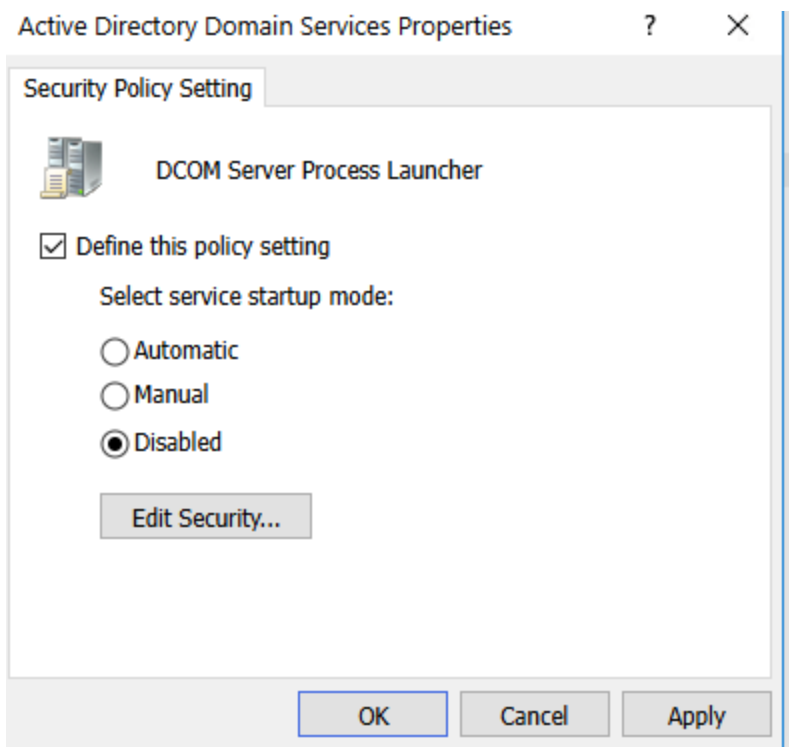 Active Directory Domain Services Properties ? ×
Security Policy Setting
DCOM Server Process Launcher
Define this policy setting
Select service startup mode:
Automatic
Manual
Disabled
Edit Security...
OK Cancel Apply